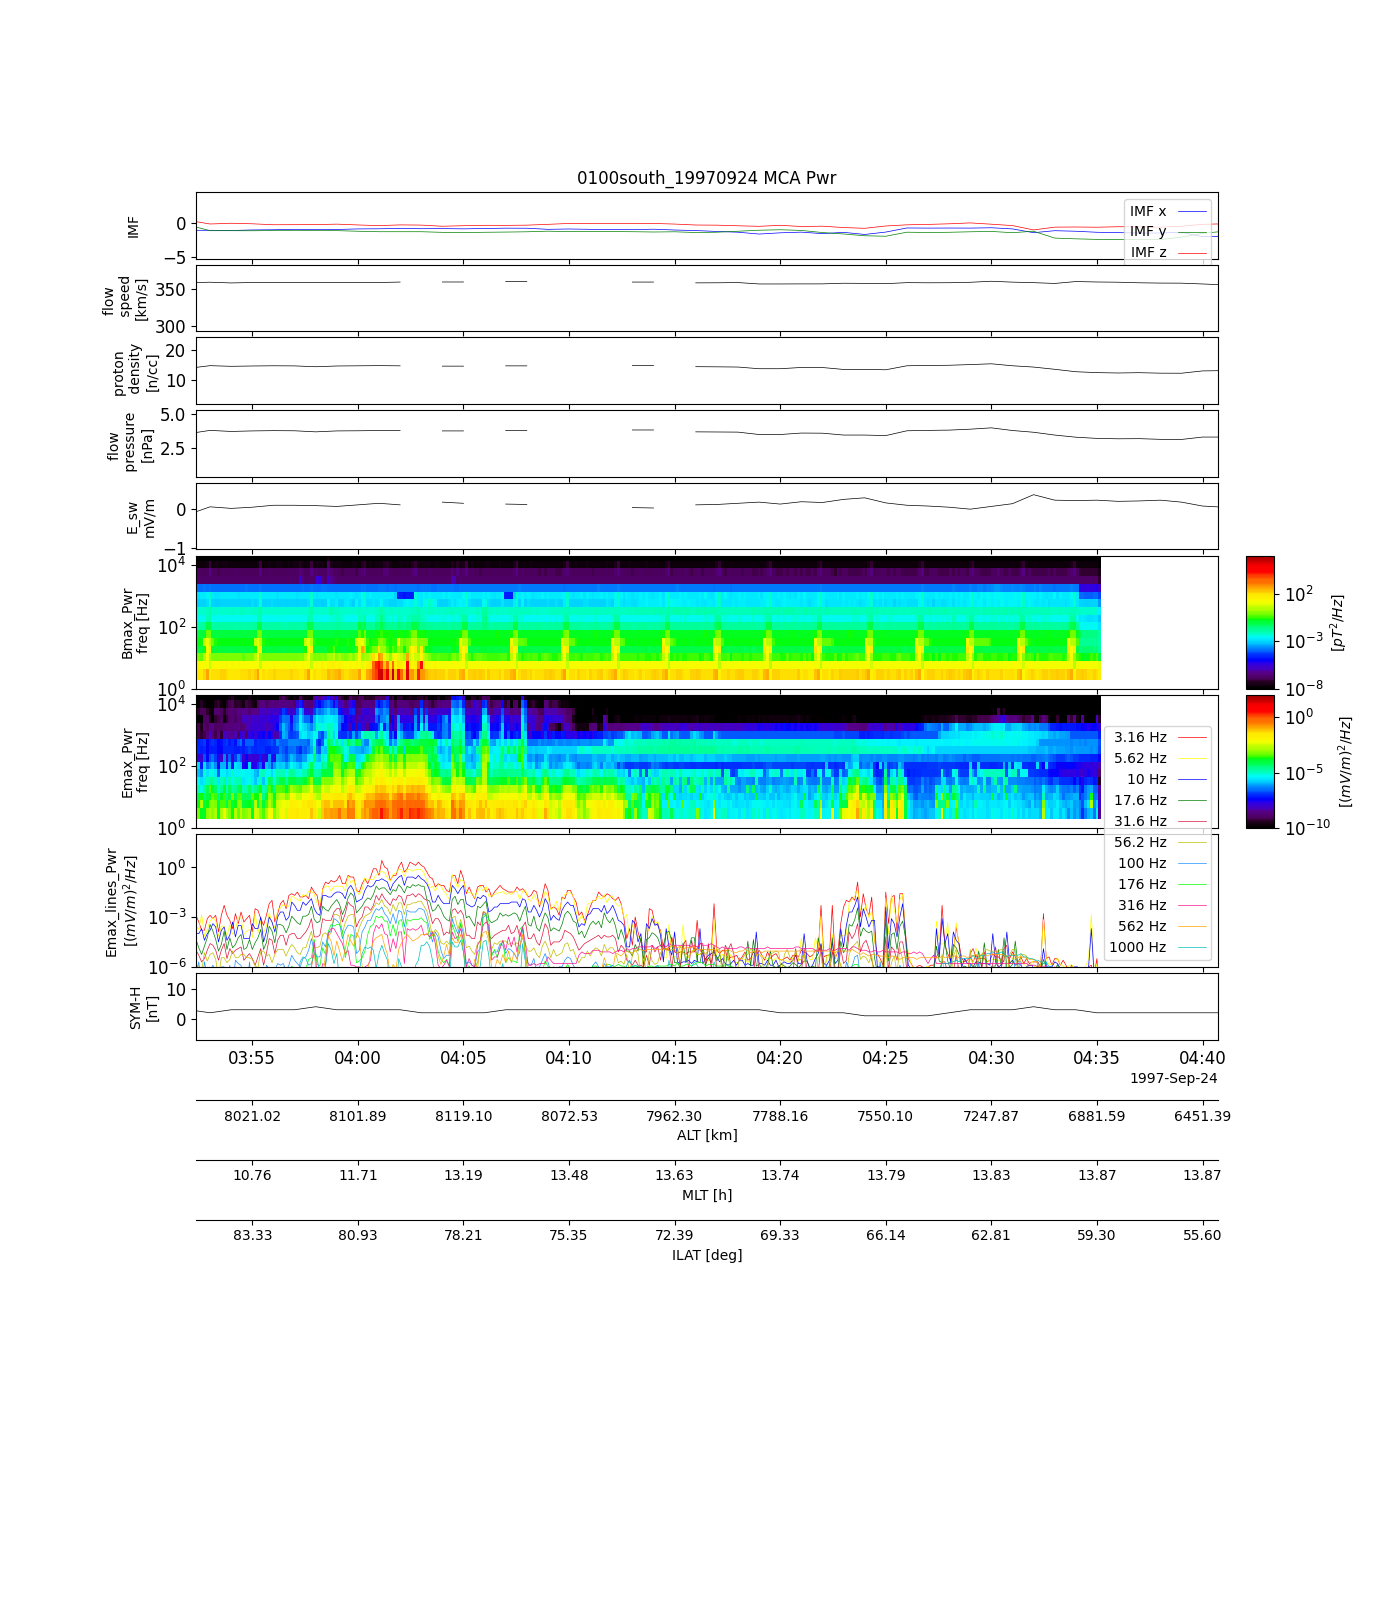 0100south_19970924 MCA Pwr
IMF
0
−5
IMF x
IMF y
IMF z
flow
speed
[km/s]
350
300
proton
density
[n/cc]
20
10
flow
pressure
[nPa]
5.0
2.5
E_sw
mV/m
0
−1
Bmax_Pwr
freq [Hz]
10^4
10^2
10^0
10^2
10^−3
10^−8
[pT^2/Hz]
Emax_Pwr
freq [Hz]
10^4
10^2
10^0
10^0
10^−5
10^−10
[(mV/m)^2/Hz]
3.16 Hz
5.62 Hz
10 Hz
17.6 Hz
31.6 Hz
56.2 Hz
100 Hz
176 Hz
316 Hz
562 Hz
1000 Hz
Emax_lines_Pwr
[(mV/m)^2/Hz]
10^0
10^−3
10^−6
SYM-H
[nT]
10
0
03:55 04:00 04:05 04:10 04:15 04:20 04:25 04:30 04:35 04:40
1997-Sep-24
8021.02 8101.89 8119.10 8072.53 7962.30 7788.16 7550.10 7247.87 6881.59 6451.39
ALT [km]
10.76 11.71 13.19 13.48 13.63 13.74 13.79 13.83 13.87 13.87
MLT [h]
83.33 80.93 78.21 75.35 72.39 69.33 66.14 62.81 59.30 55.60
ILAT [deg]